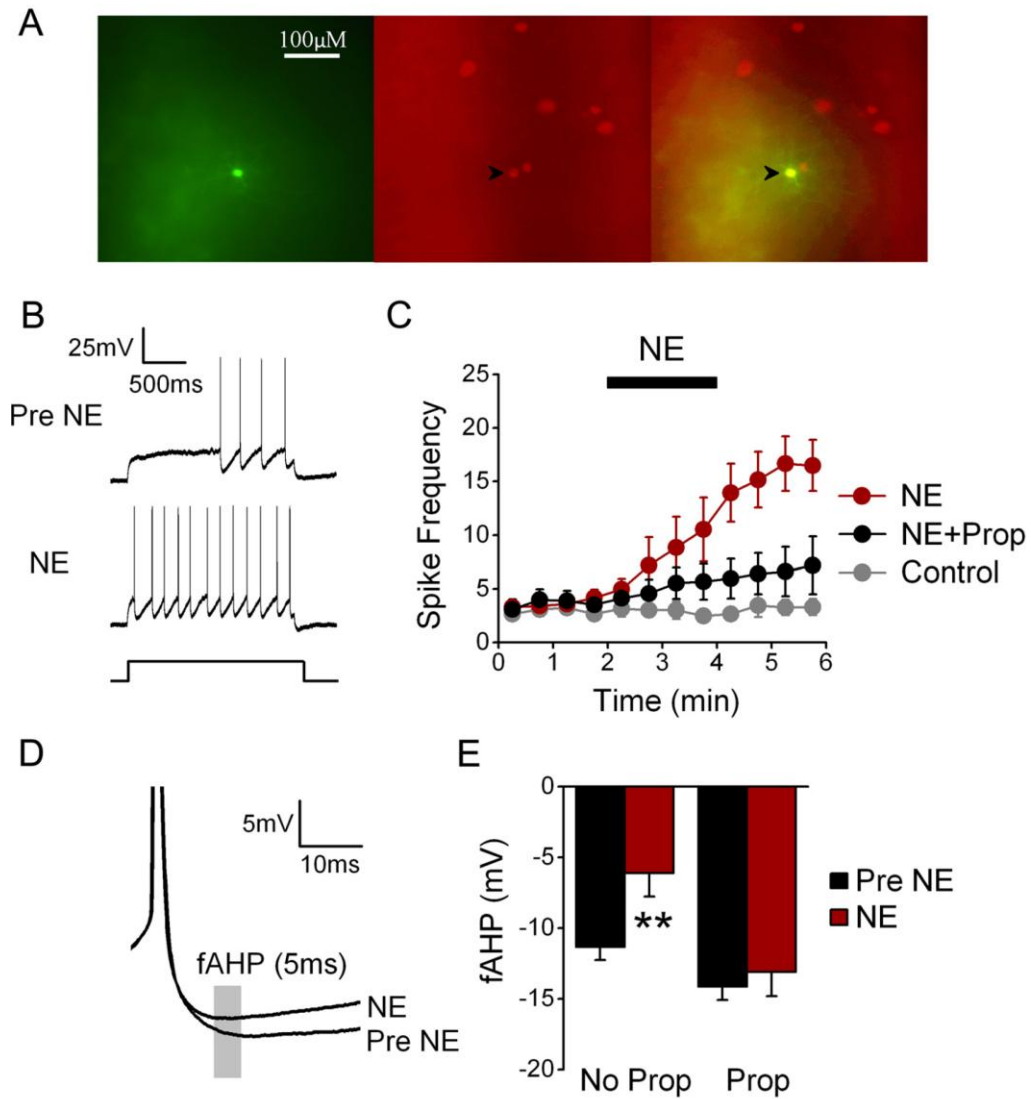 A
100μM
B
25mV
500ms
Pre NE
NE
C
NE
Spike Frequency
25
20
15
10
5
0
0 1 2 3 4 5 6
Time (min)
NE
NE+Prop
Control
D
5mV
10ms
fAHP (5ms)
NE
Pre NE
E
fAHP (mV)
0
-5
-10
-15
-20
**
No Prop Prop
Pre NE
NE